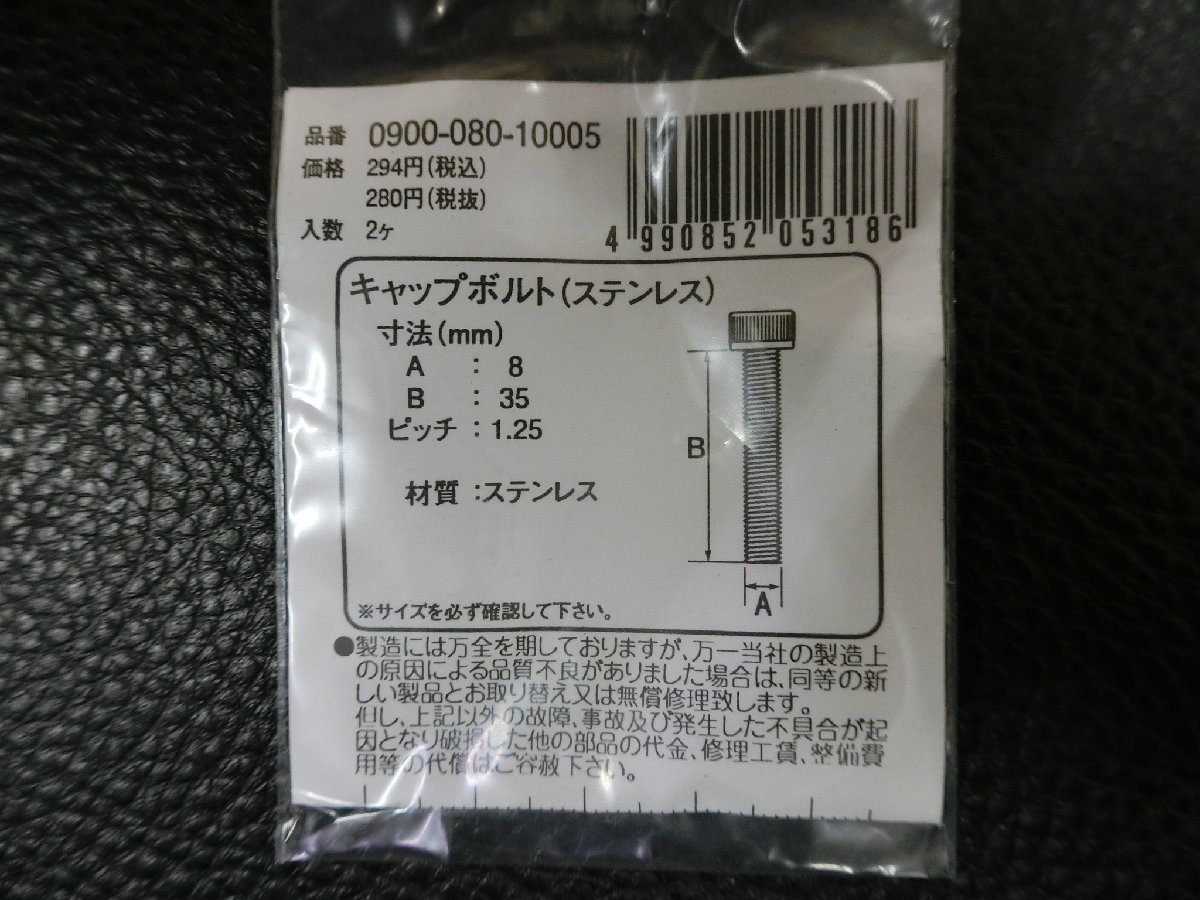 品番 0900-080-10005
価格 294円(税込)
280円(税抜)
入数 2ケ
4 990852 053186
キャップボルト(ステンレス)
寸法(mm)
A : 8
B : 35
ピッチ : 1.25
材質 :ステンレス
B
A
※サイズを必ず確認して下さい。
●製造には万全を期しておりますが、万一当社の製造上
の原因による品質不良がありました場合は、同等の新
しい製品とお取り替え又は無償修理致します。
但し、上記以外の故障、事故及び発生した不具合が起
因となり破損した他の部品の代金、修理工賃、整備費
用等の代償はご容赦下さい。